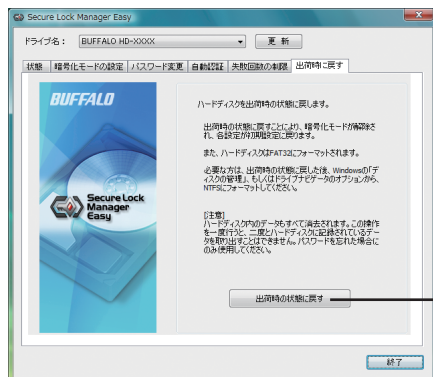 Secure Lock Manager Easy
ドライブ名： BUFFALO HD-XXXX 更 新
状態 暗号化モードの設定 パスワード変更 自動認証 失敗回数の制限 出荷時に戻す
BUFFALO
Secure Lock
Manager
Easy
ハードディスクを出荷時の状態に戻します。
出荷時の状態に戻すことにより、暗号化モードが解除さ
れ、各設定が初期設定に戻ります。
また、ハードディスクはFAT32にフォーマットされます。
必要な方は、出荷時の状態に戻した後、Windowsの「デ
ィスクの管理」、もしくはドライブナビゲータのオプションから、
NTFSにフォーマットしてください。
[注意]
ハードディスク内のデータもすべて消去されます。この操作
を一度行うと、二度とハードディスクに記録されているデー
タを取り出すことはできません。パスワードを忘れた場合に
のみ使用してください。
出荷時の状態に戻す
終了